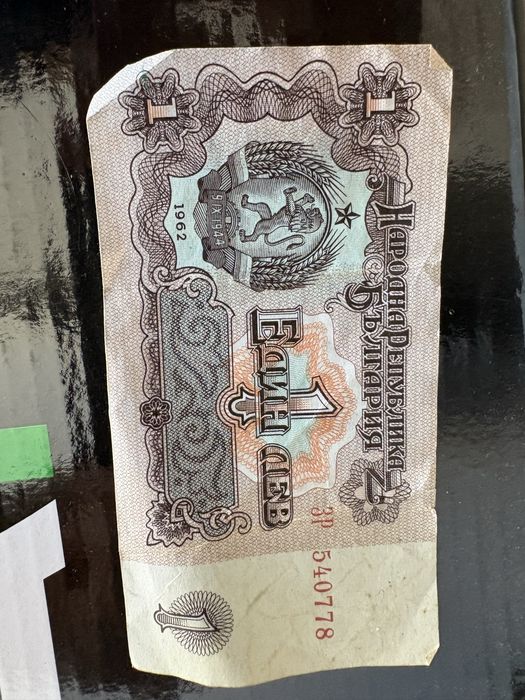 1
1
НАРОДНА РЕПУБЛИКА
БЪЛГАРИЯ
9 IX 1944
1962
1
ЕДИН ЛЕВ
ЗР 540778
1